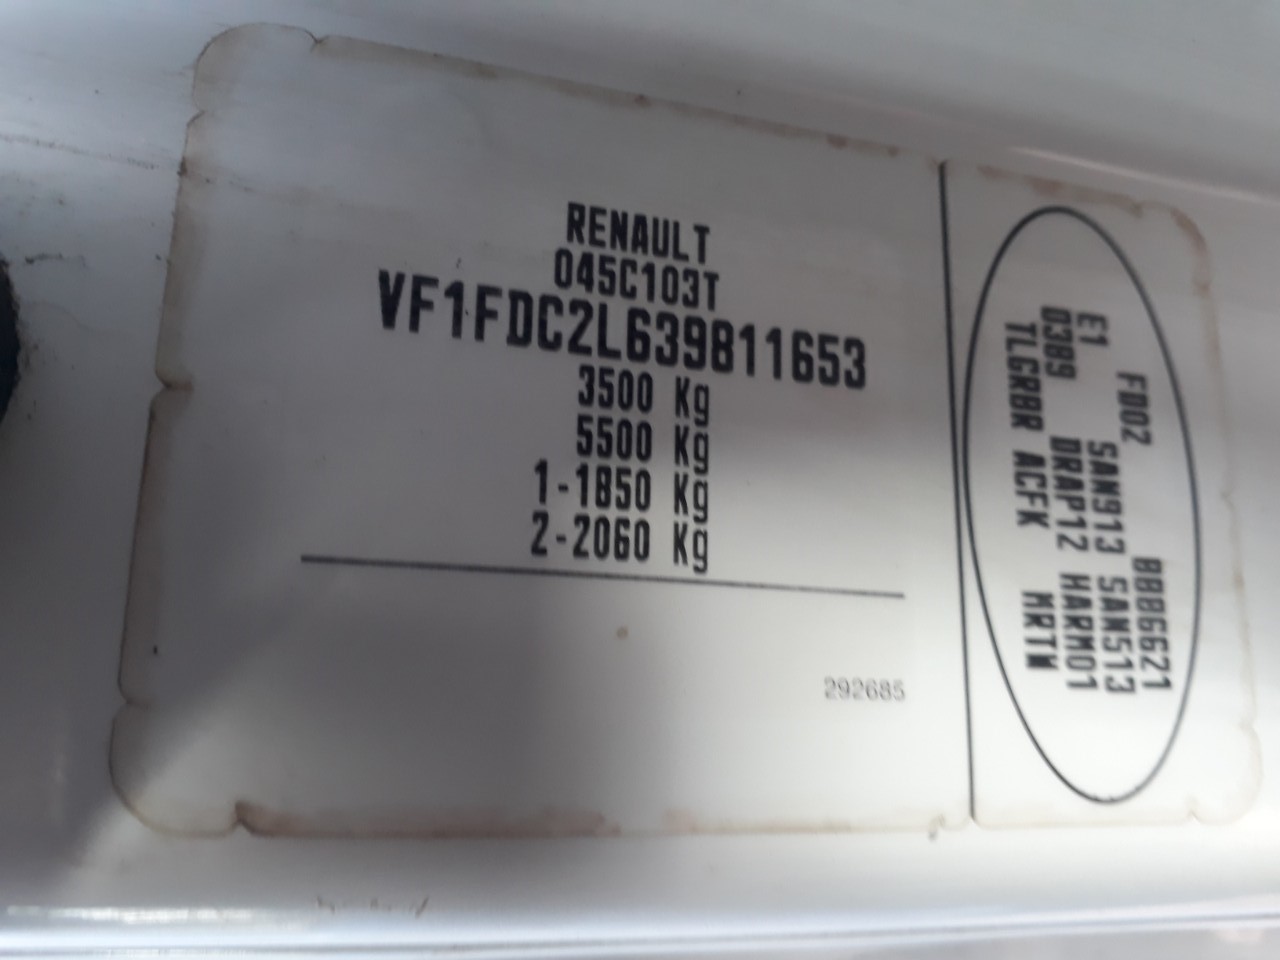 RENAULT
045C103T
VF1FDC2L639811653
3500 Kg
5500 Kg
1-1850 Kg
2-2060 Kg
292685
FD02 BBB6621
E1 SAN913 SAN513
D3B9 DRAP12 HARM01
TLGRBR ACFK MRTW